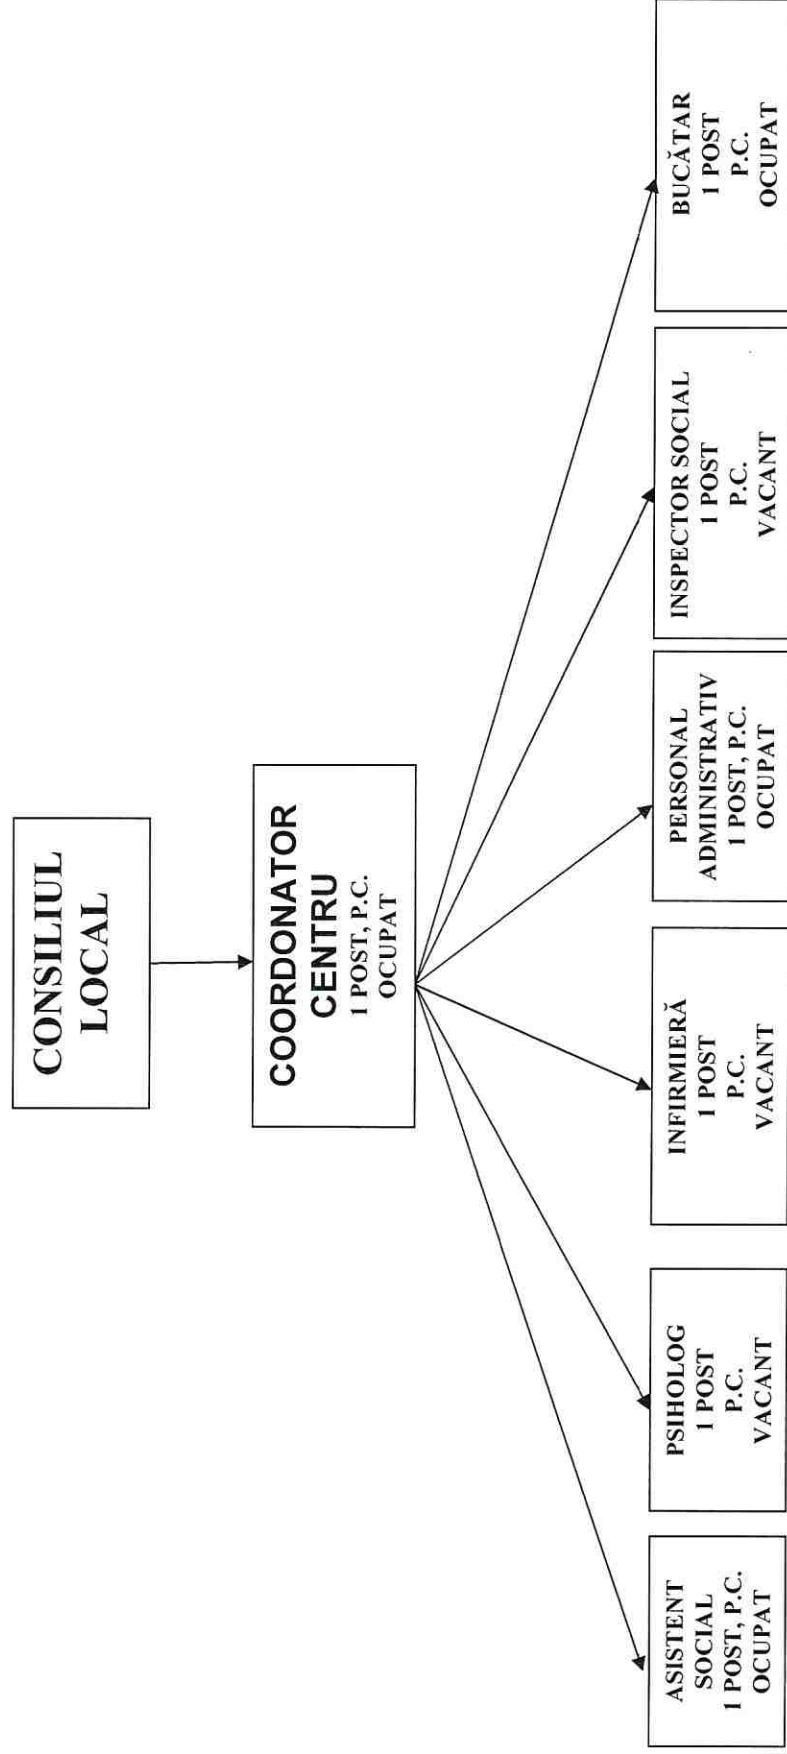 CONSILIUL
LOCAL
COORDONATOR
CENTRU
1 POST, P.C.
OCUPAT
ASISTENT
SOCIAL
1 POST, P.C.
OCUPAT
PSIHOLOG
1 POST
P.C.
VACANT
INFIRMIERĂ
1 POST
P.C.
VACANT
PERSONAL
ADMINISTRATIV
1 POST, P.C.
OCUPAT
INSPECTOR SOCIAL
1 POST
P.C.
VACANT
BUCĂTAR
1 POST
P.C.
OCUPAT